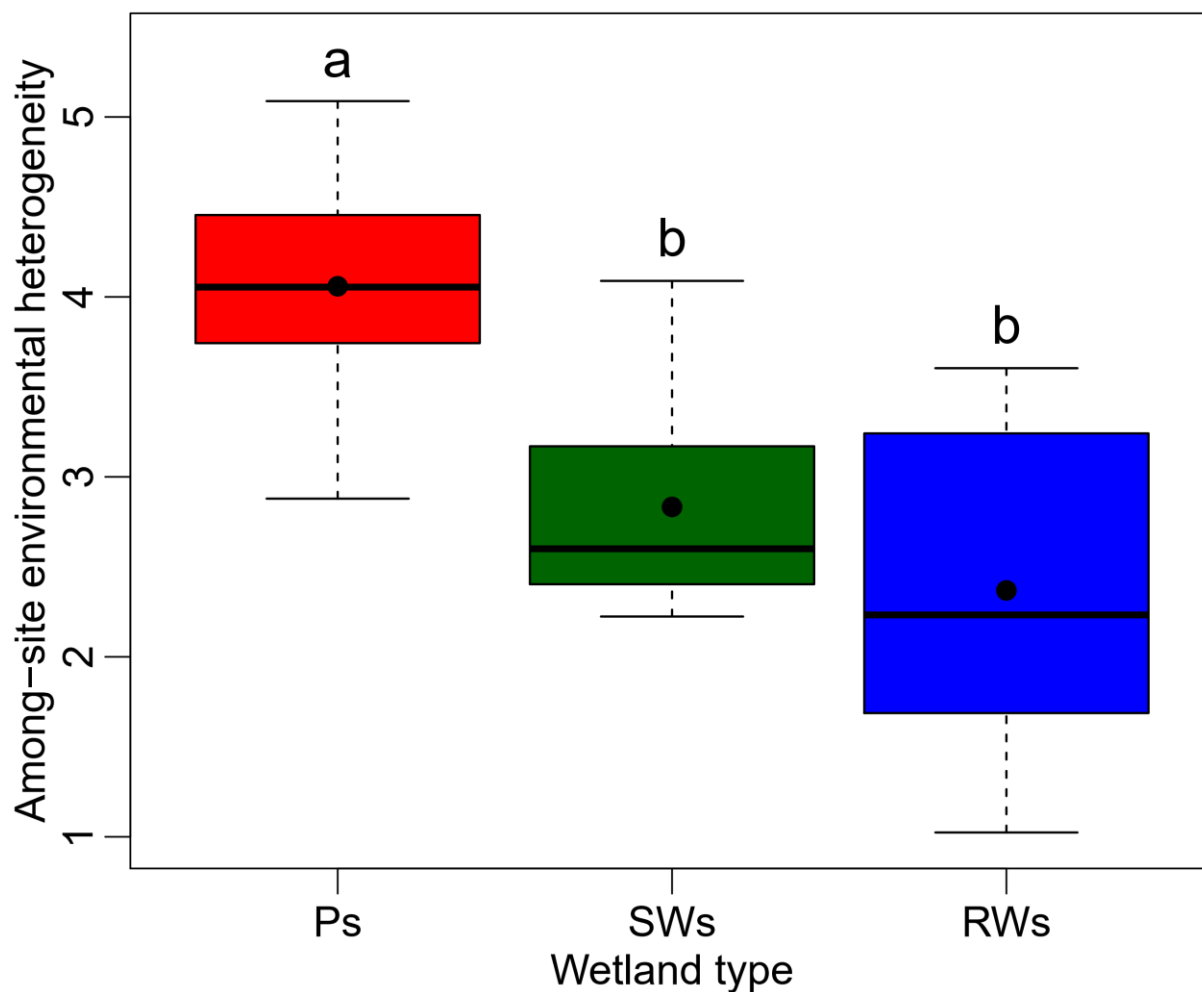 Among−site environmental heterogeneity
5
4
3
2
1
a
b
b
Ps
SWs
RWs
Wetland type